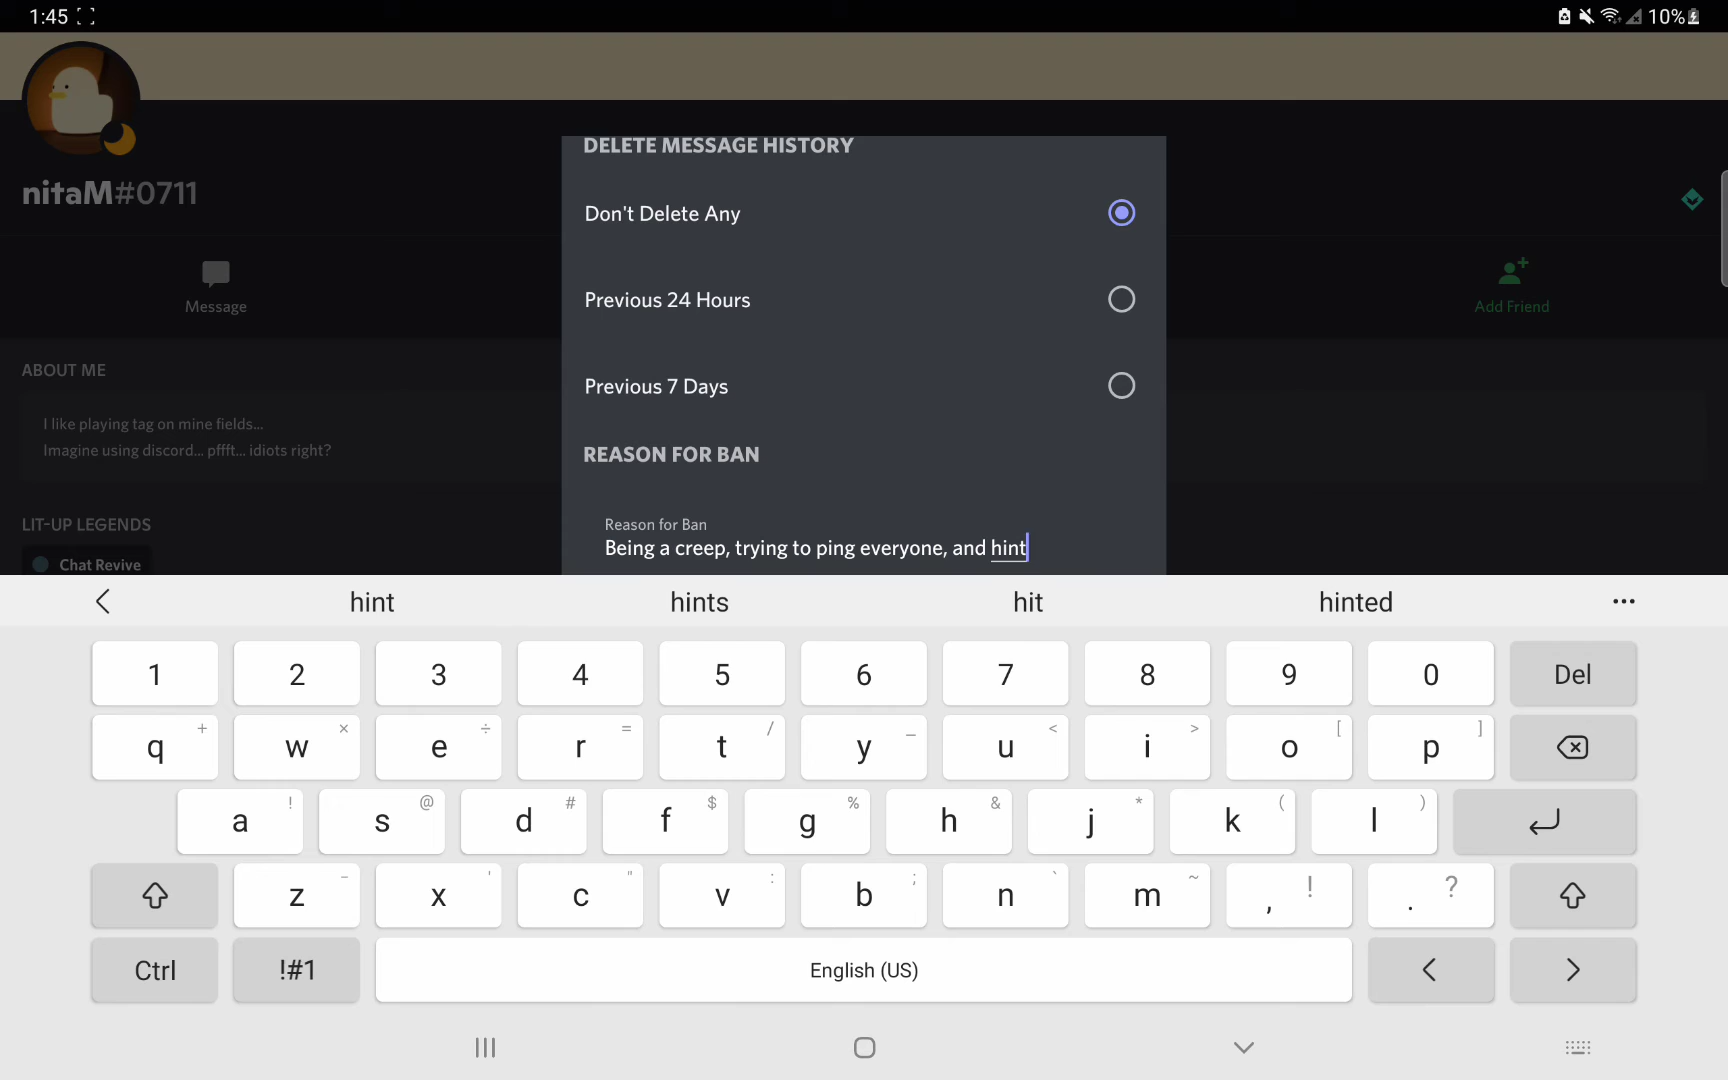 1:45
10%
nitaM#0711
Message
Add Friend
ABOUT ME
I like playing tag on mine fields...
Imagine using discord... pffft... idiots right?
LIT-UP LEGENDS
Chat Revive
DELETE MESSAGE HISTORY
Don't Delete Any
Previous 24 Hours
Previous 7 Days
REASON FOR BAN
Reason for Ban
Being a creep, trying to ping everyone, and hint
hint hints hit hinted ...
1 2 3 4 5 6 7 8 9 0 Del
q + w × e ÷ r = t / y _ u < i > o [ p ]
a ! s @ d # f $ g % h & j * k ( l )
z - x ' c " v : b ; n ` m ~ , ! . ?
Ctrl !#1 English (US) < >